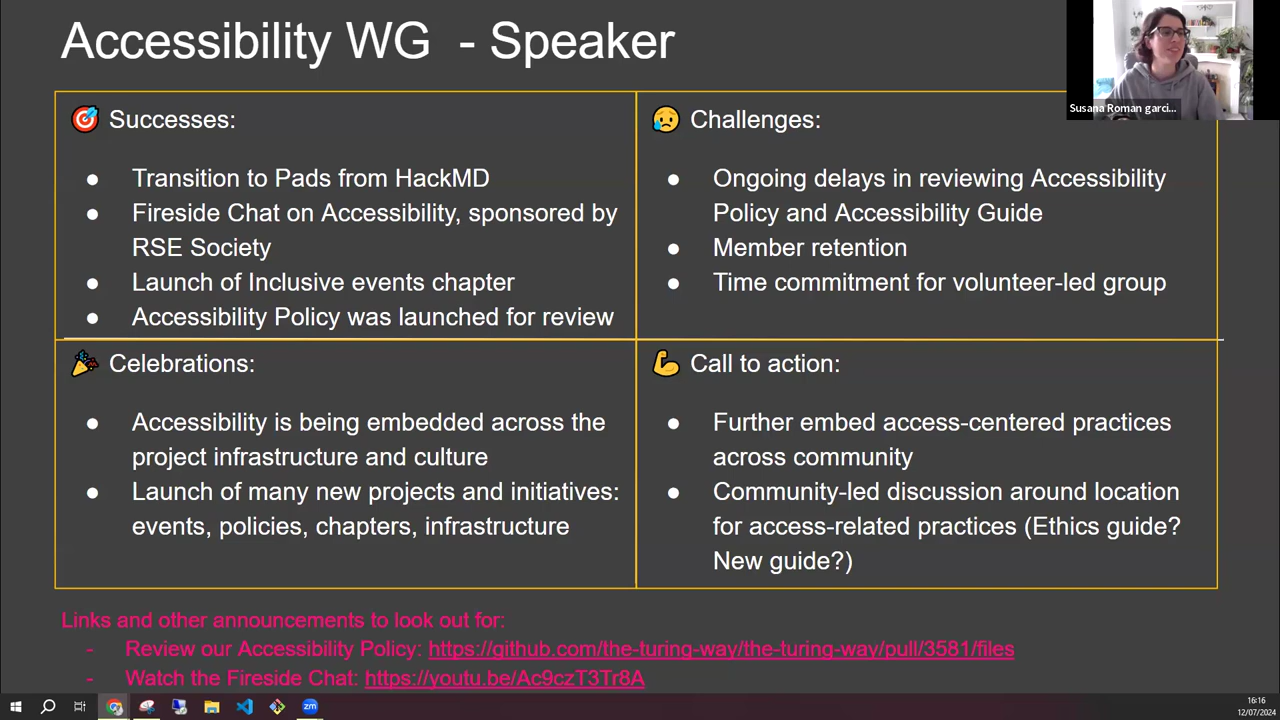 Accessibility WG - Speaker
Susana Roman garci...
🎯 Successes:
● Transition to Pads from HackMD
● Fireside Chat on Accessibility, sponsored by
RSE Society
● Launch of Inclusive events chapter
● Accessibility Policy was launched for review
😥 Challenges:
● Ongoing delays in reviewing Accessibility
Policy and Accessibility Guide
● Member retention
● Time commitment for volunteer-led group
🎉 Celebrations:
● Accessibility is being embedded across the
project infrastructure and culture
● Launch of many new projects and initiatives:
events, policies, chapters, infrastructure
💪 Call to action:
● Further embed access-centered practices
across community
● Community-led discussion around location
for access-related practices (Ethics guide?
New guide?)
Links and other announcements to look out for:
- Review our Accessibility Policy: https://github.com/the-turing-way/the-turing-way/pull/3581/files
- Watch the Fireside Chat: https://youtu.be/Ac9czT3Tr8A
zm
16:16
12/07/2024